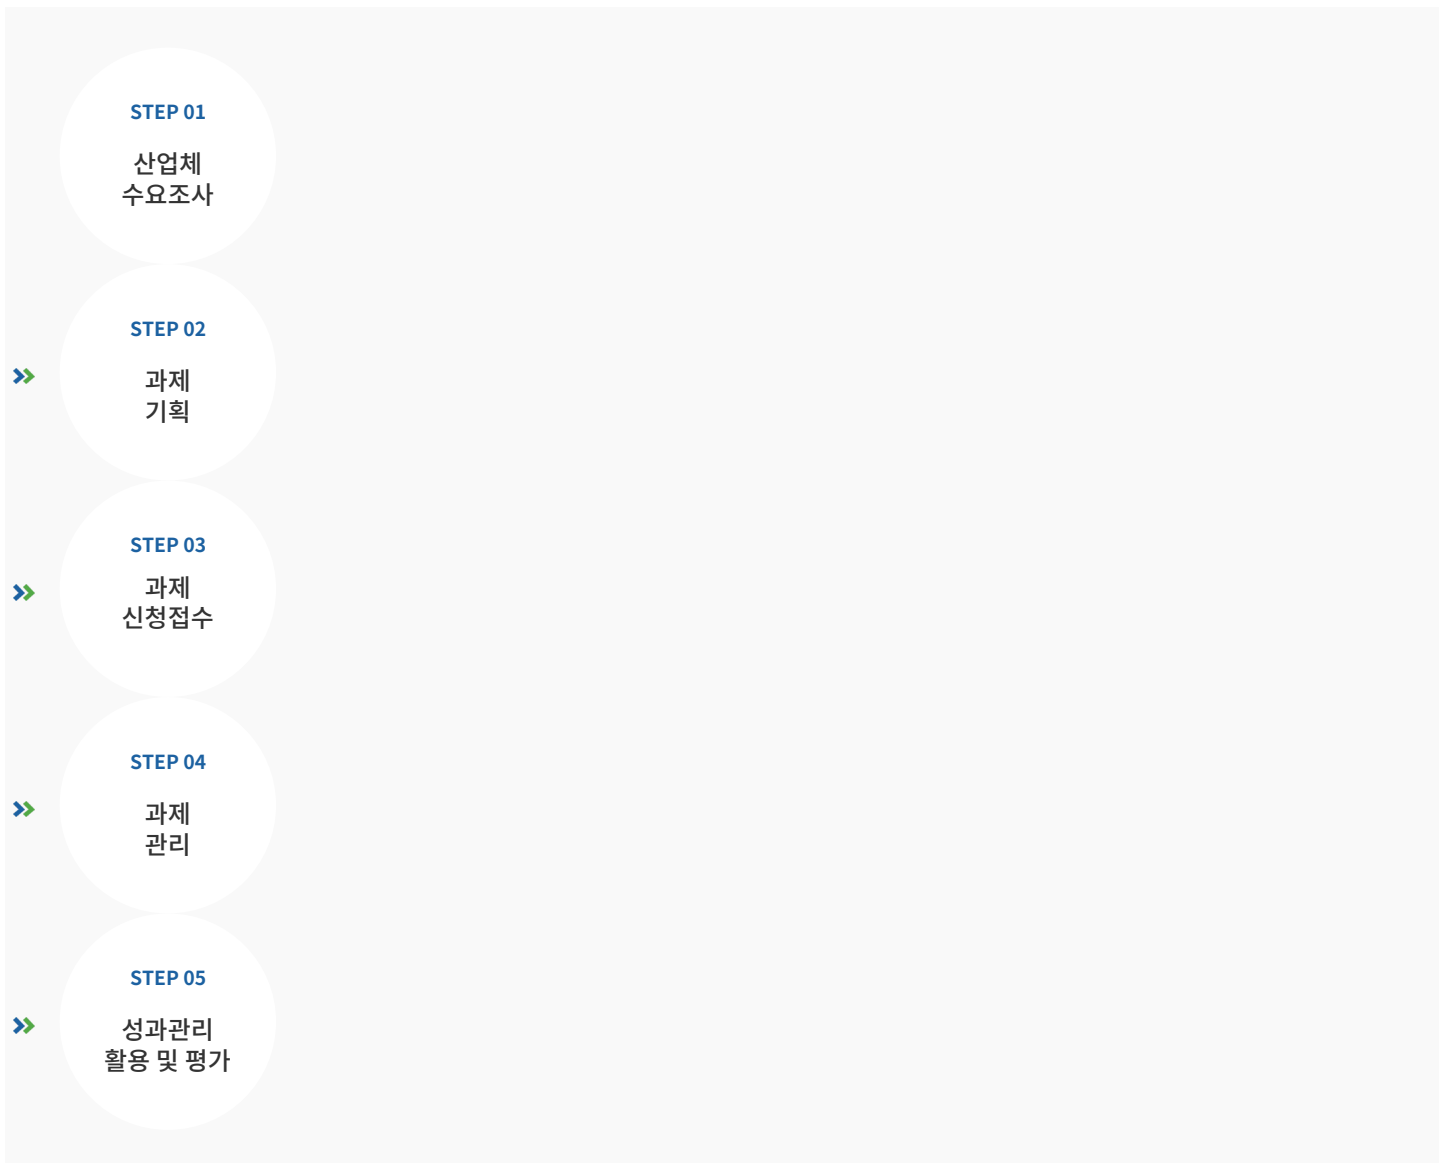 STEP 01
산업체
수요조사
STEP 02
과제
기획
STEP 03
과제
신청접수
STEP 04
과제
관리
STEP 05
성과관리
활용 및 평가